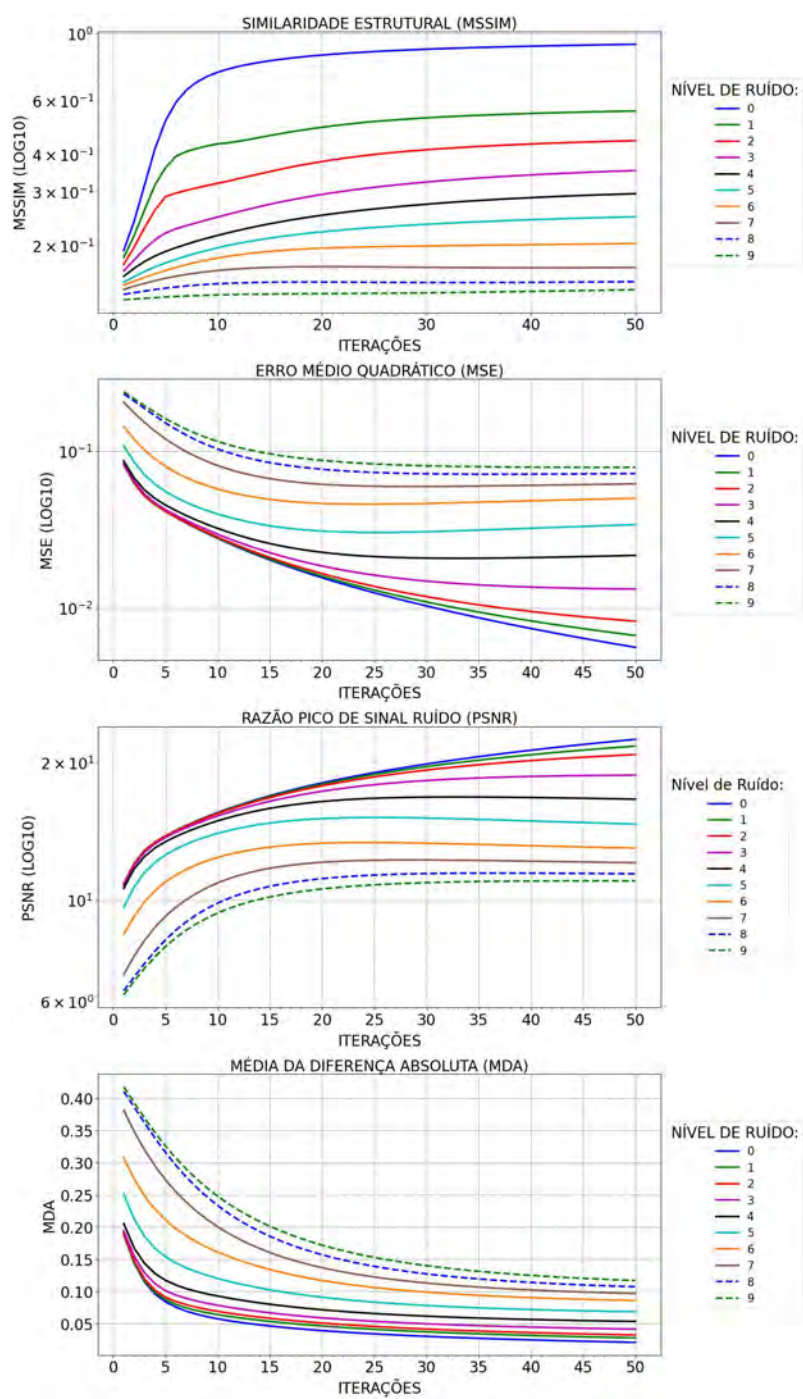 SIMILARIDADE ESTRUTURAL (MSSIM)
10⁰
6 × 10⁻¹
4 × 10⁻¹
3 × 10⁻¹
2 × 10⁻¹
MSSIM (LOG10)
0 10 20 30 40 50
ITERAÇÕES
NÍVEL DE RUÍDO:
0
1
2
3
4
5
6
7
8
9
ERRO MÉDIO QUADRÁTICO (MSE)
10⁻¹
10⁻²
MSE (LOG10)
0 5 10 15 20 25 30 35 40 45 50
ITERAÇÕES
NÍVEL DE RUÍDO:
0
1
2
3
4
5
6
7
8
9
RAZÃO PICO DE SINAL RUÍDO (PSNR)
2 × 10¹
10¹
6 × 10⁰
PSNR (LOG10)
0 5 10 15 20 25 30 35 40 45 50
ITERAÇÕES
Nível de Ruído:
0
1
2
3
4
5
6
7
8
9
MÉDIA DA DIFERENÇA ABSOLUTA (MDA)
0.40
0.35
0.30
0.25
0.20
0.15
0.10
0.05
MDA
0 5 10 15 20 25 30 35 40 45 50
ITERAÇÕES
NÍVEL DE RUÍDO:
0
1
2
3
4
5
6
7
8
9